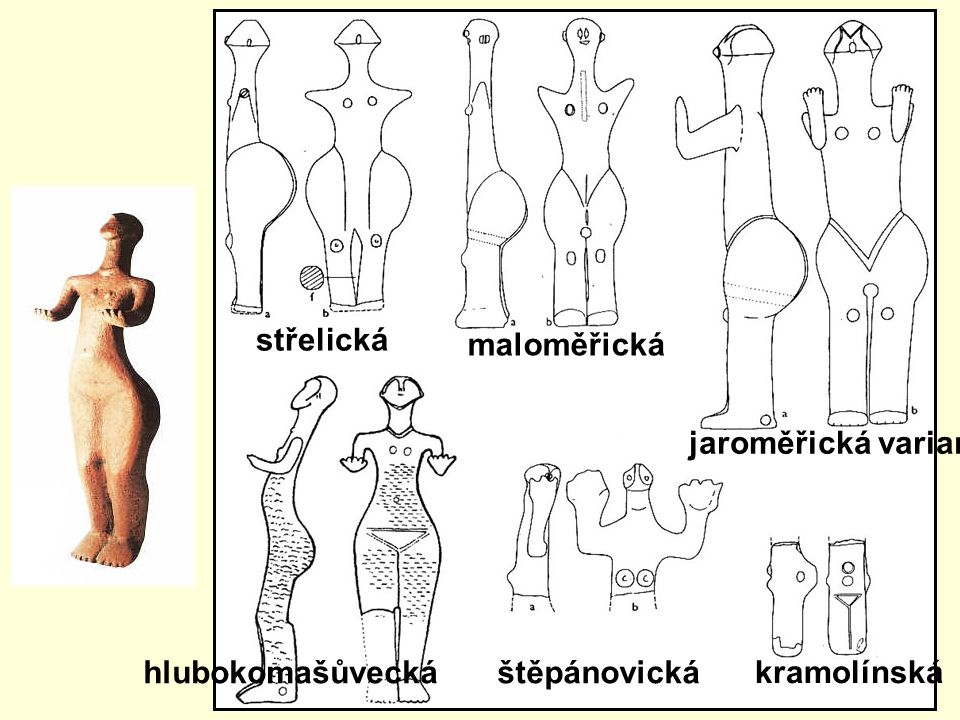 a
b
f
a
b
a
b
střelická
maloměřická
jaroměřická varian
a
b
hlubokomašůvecká
štěpánovická
kramolínská